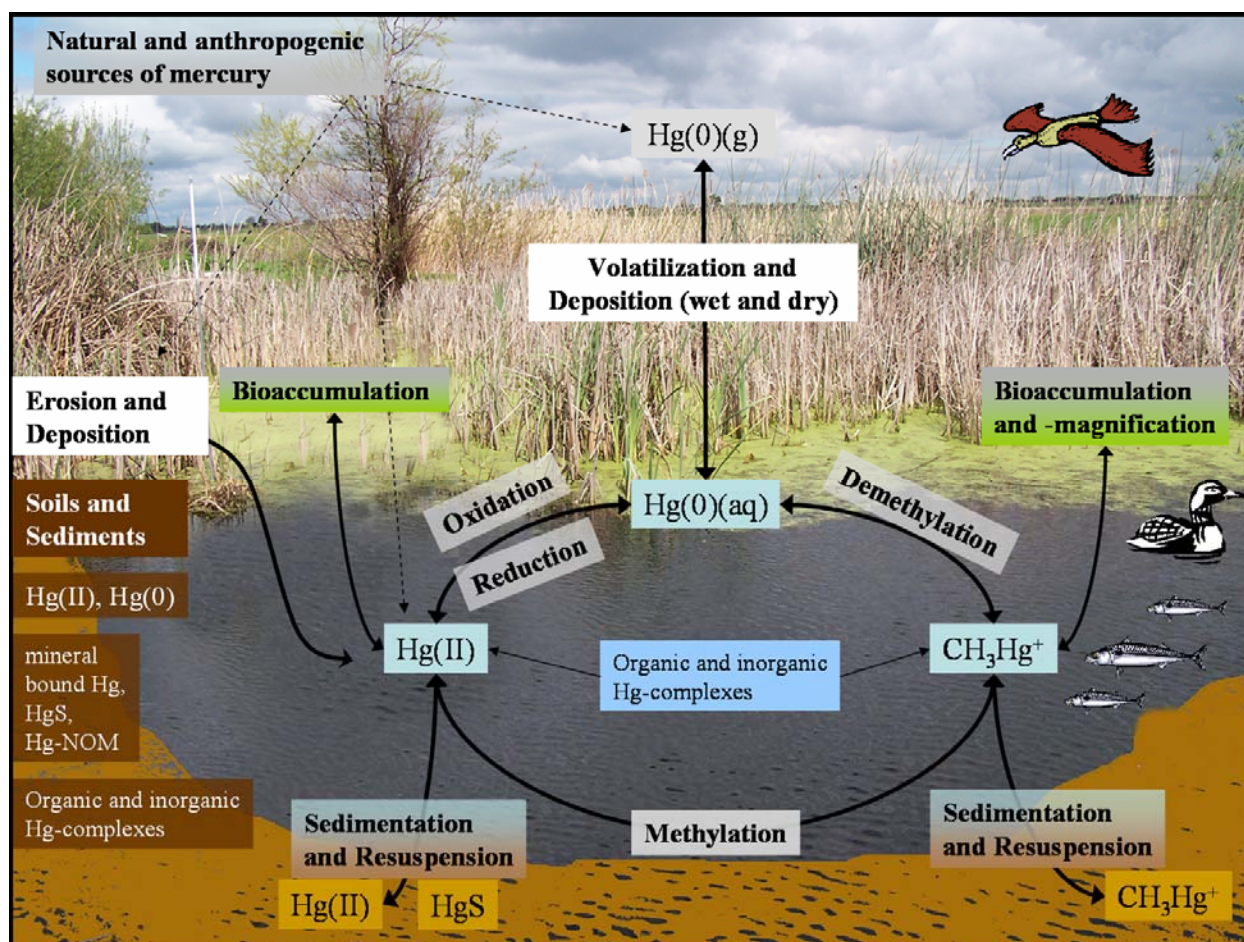 Natural and anthropogenic
sources of mercury
Hg(0)(g)
Volatilization and
Deposition (wet and dry)
Erosion and
Deposition
Bioaccumulation
Bioaccumulation
and -magnification
Oxidation
Reduction
Hg(0)(aq)
Demethylation
Soils and
Sediments
Hg(II), Hg(0)
mineral
bound Hg,
HgS,
Hg-NOM
Organic and inorganic
Hg-complexes
Hg(II)
Organic and inorganic
Hg-complexes
CH₃Hg⁺
Sedimentation
and Resuspension
Methylation
Sedimentation
and Resuspension
Hg(II)
HgS
CH₃Hg⁺